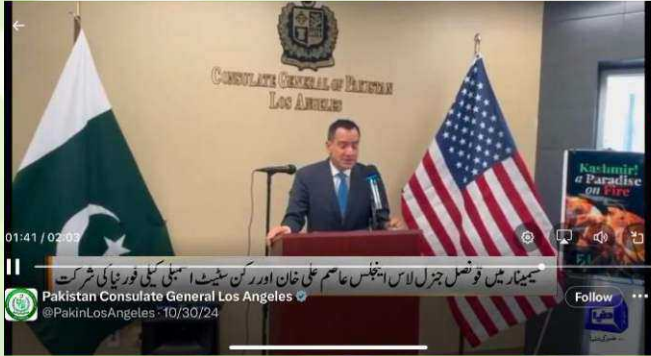 CONSULATE GENERAL OF PAKISTAN
LOS ANGELES
Kashmir!
a Paradise
on Fire
01:41 / 02:03
سیمینار میں قونصل جنرل لاس اینجلس عاصم علی خان اور رکن سٹیٹ اسمبلی کیلی فورنیا کی شرکت
Pakistan Consulate General Los Angeles
Follow
@PakinLosAngeles · 10/30/24
دنیا